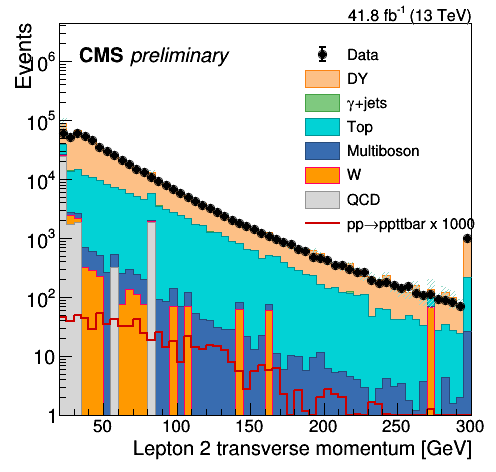 41.8 fb⁻¹ (13 TeV)
Events
CMS preliminary
Data
DY
γ+jets
Top
Multiboson
W
QCD
pp→ppttbar x 1000
10⁶
10⁵
10⁴
10³
10²
10
1
50 100 150 200 250 300
Lepton 2 transverse momentum [GeV]